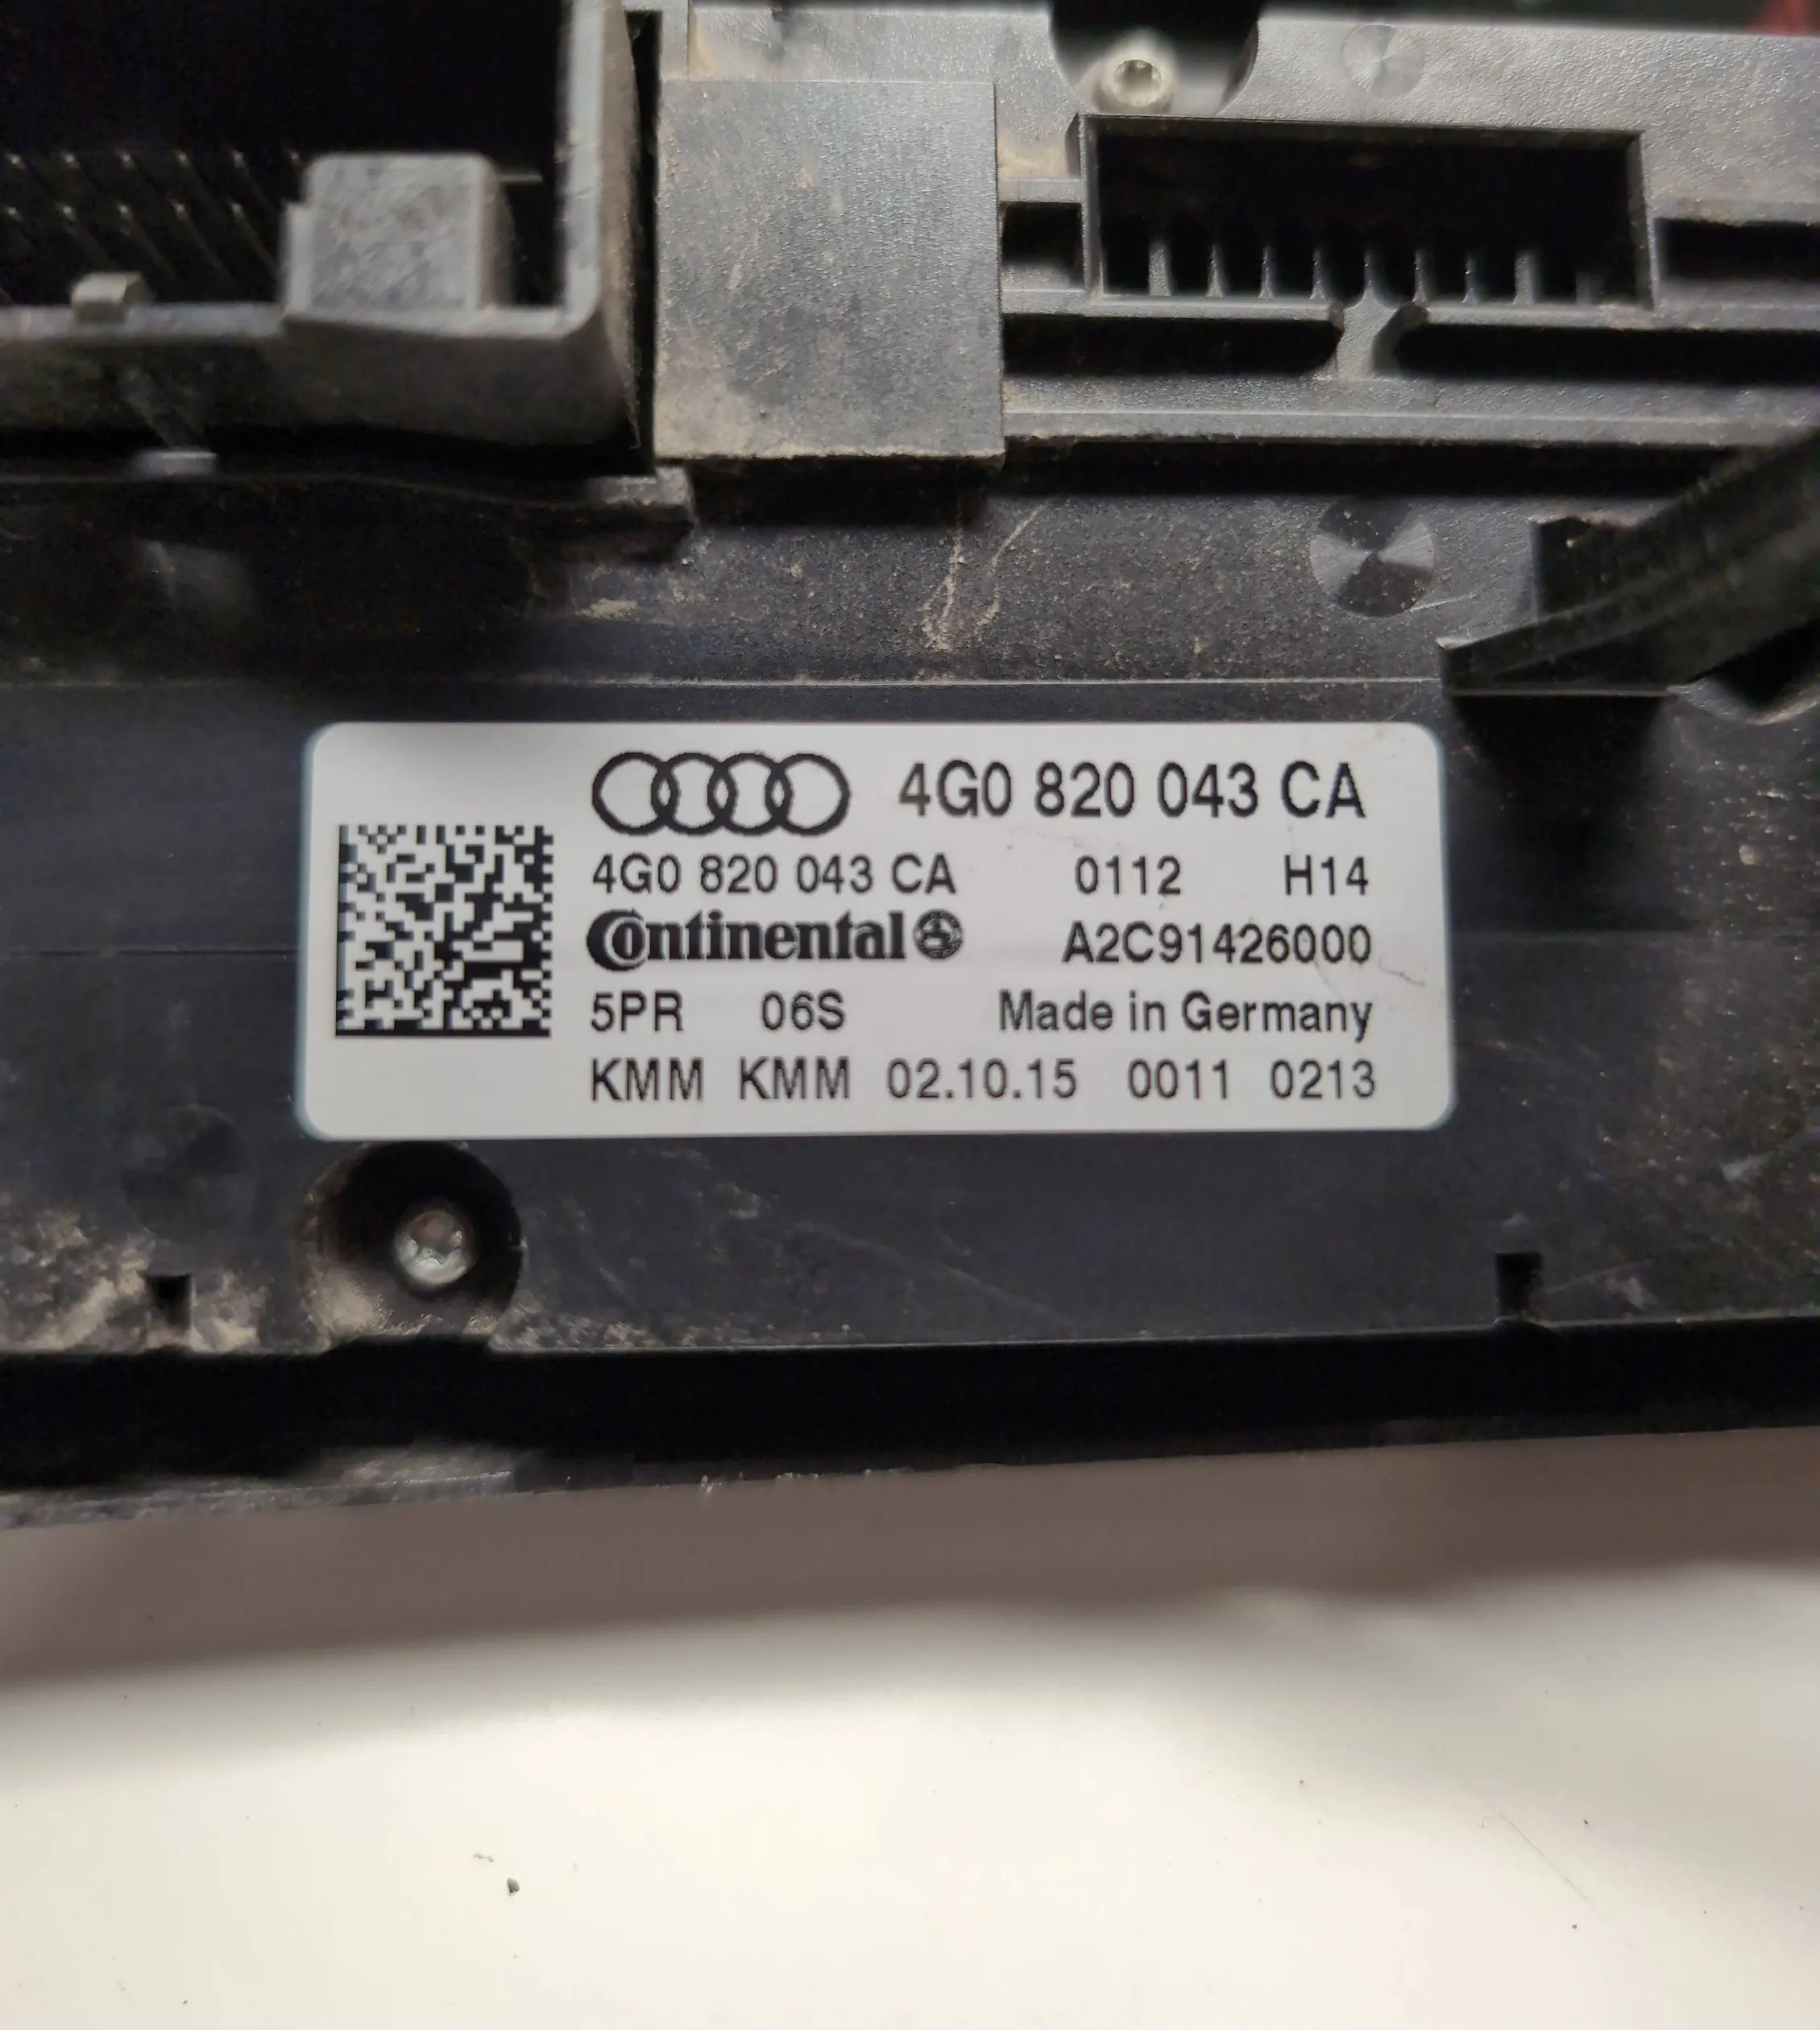 4G0 820 043 CA
4G0 820 043 CA 0112 H14
Continental A2C91426000
5PR 06S Made in Germany
KMM KMM 02.10.15 0011 0213